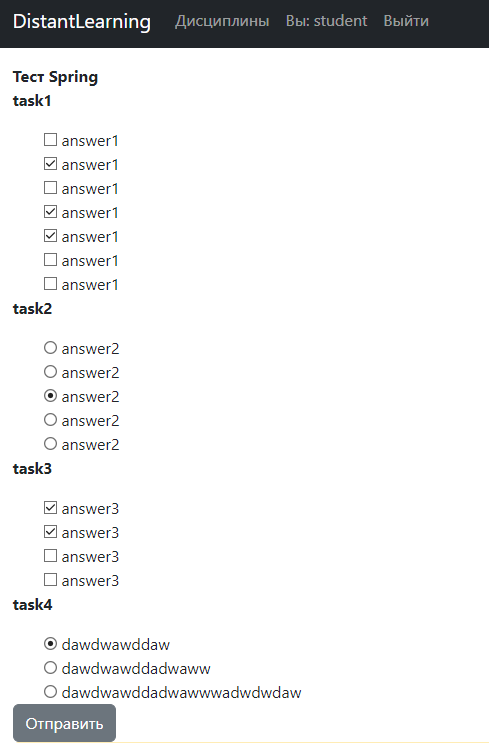 DistantLearning Дисциплины Вы: student Выйти
Тест Spring
task1
answer1
answer1
answer1
answer1
answer1
answer1
answer1
task2
answer2
answer2
answer2
answer2
answer2
task3
answer3
answer3
answer3
answer3
task4
dawdwawddaw
dawdwawddadwaww
dawdwawddadwawwwadwdwdaw
Отправить